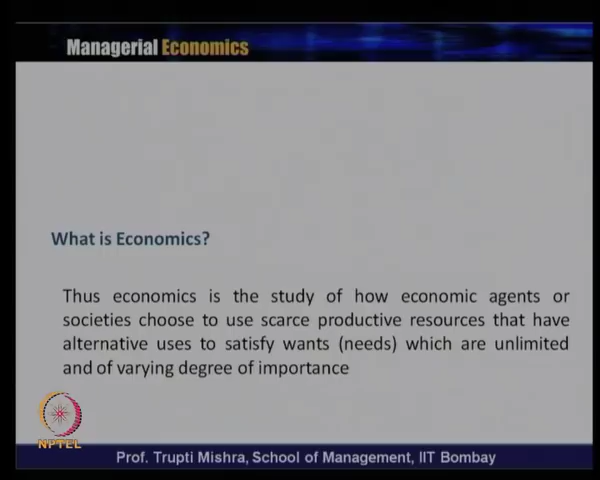 Managerial Economics
What is Economics?
Thus economics is the study of how economic agents or
societies choose to use scarce productive resources that have
alternative uses to satisfy wants (needs) which are unlimited
and of varying degree of importance
NPTEL
Prof. Trupti Mishra, School of Management, IIT Bombay